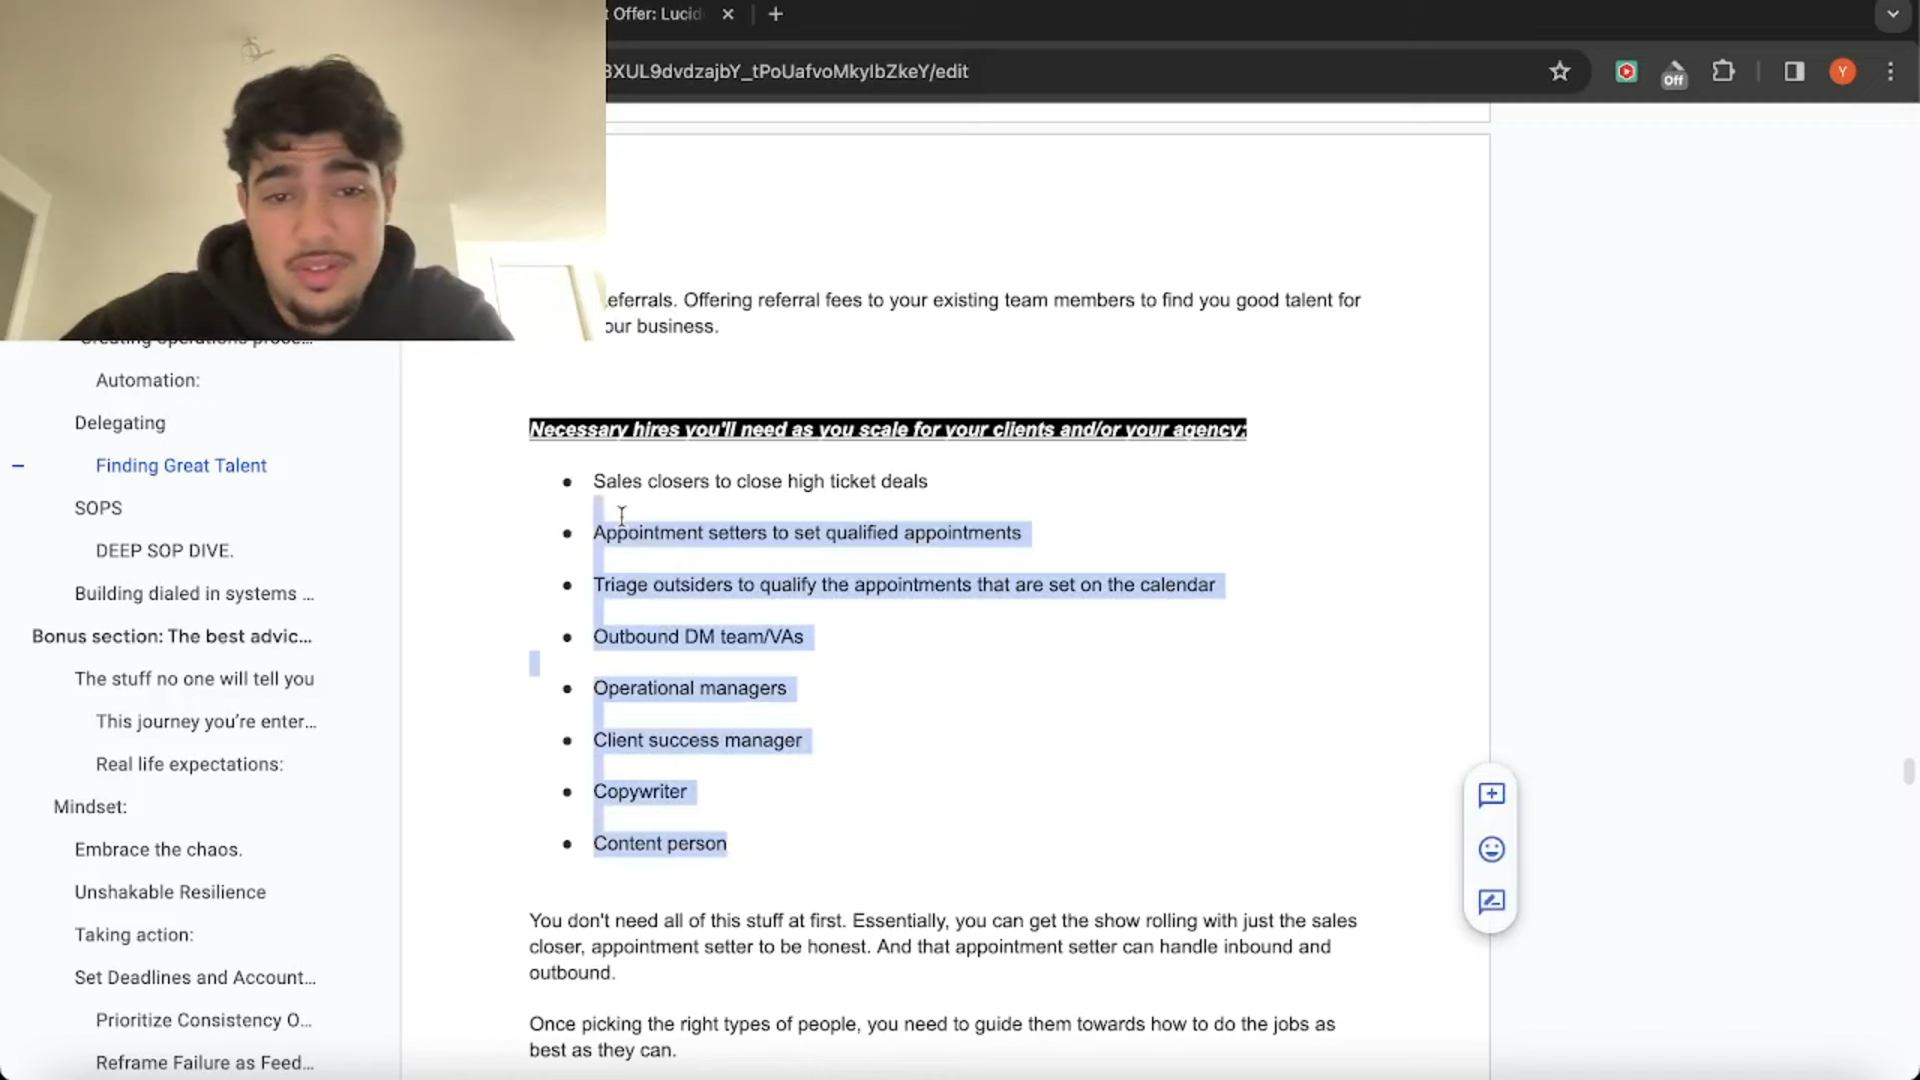 t Offer: Lucid
3XUL9dvdzajbY_tPoUafvoMkyIbZkeY/edit
Off
Y
eferrals. Offering referral fees to your existing team members to find you good talent for
our business.
Automation:
Delegating
Finding Great Talent
SOPS
DEEP SOP DIVE.
Building dialed in systems ...
Bonus section: The best advic...
The stuff no one will tell you
This journey you're enter...
Real life expectations:
Mindset:
Embrace the chaos.
Unshakable Resilience
Taking action:
Set Deadlines and Account...
Prioritize Consistency O...
Reframe Failure as Feed...
Necessary hires you'll need as you scale for your clients and/or your agency:
● Sales closers to close high ticket deals
● Appointment setters to set qualified appointments
● Triage outsiders to qualify the appointments that are set on the calendar
● Outbound DM team/VAs
● Operational managers
● Client success manager
● Copywriter
● Content person
You don't need all of this stuff at first. Essentially, you can get the show rolling with just the sales
closer, appointment setter to be honest. And that appointment setter can handle inbound and
outbound.
Once picking the right types of people, you need to guide them towards how to do the jobs as
best as they can.